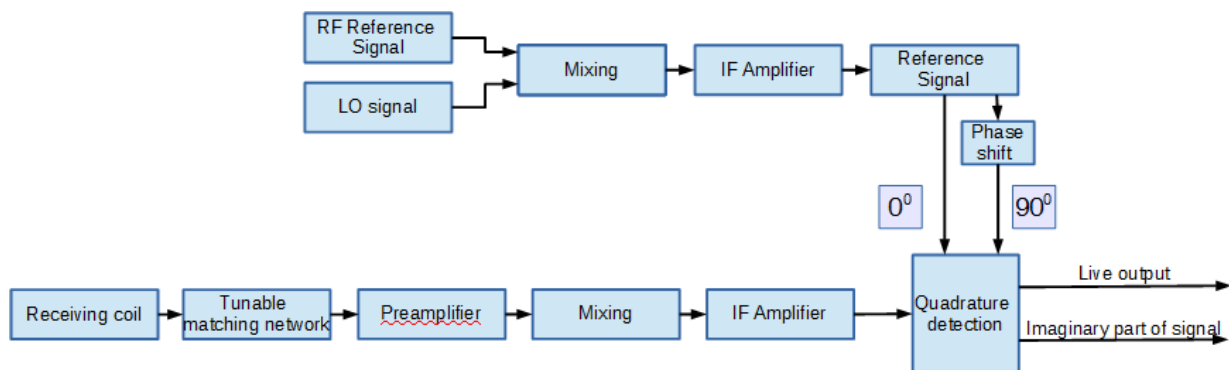 RF Reference
Signal
LO signal
Mixing
IF Amplifier
Reference
Signal
Phase
shift
0⁰
90⁰
Receiving coil
Tunable
matching network
Preamplifier
Mixing
IF Amplifier
Quadrature
detection
Live output
Imaginary part of signal